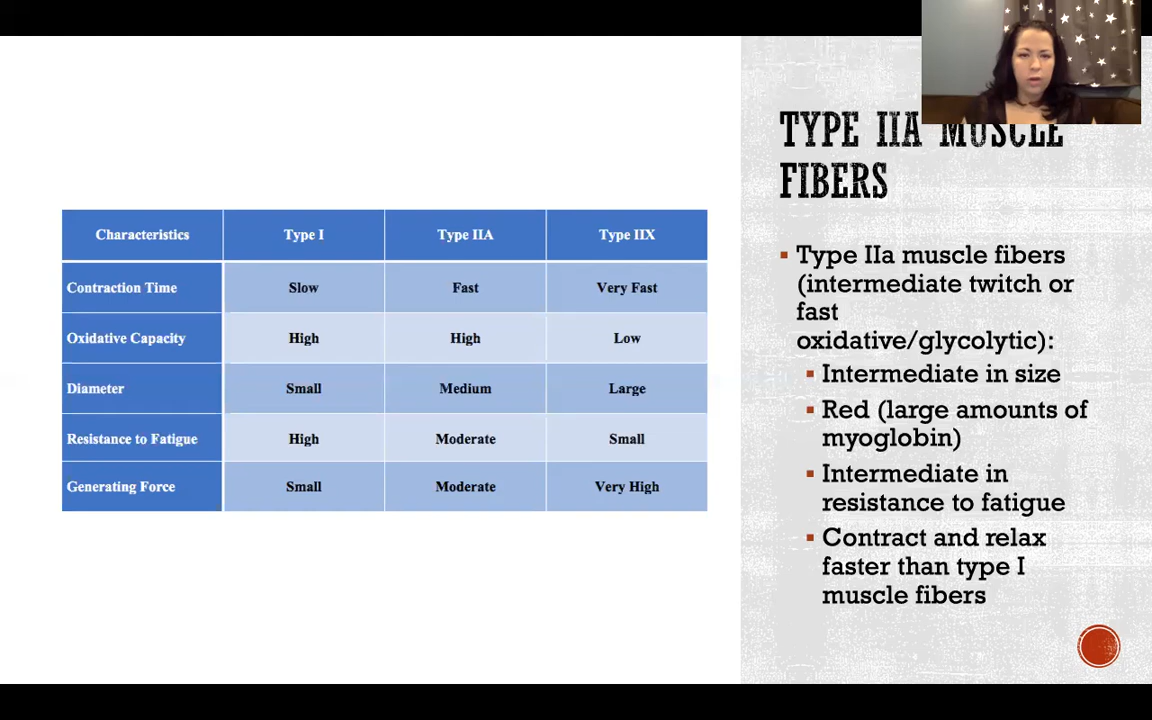 TYPE IIA MUSCLE
FIBERS
Characteristics Type I Type IIA Type IIX
Contraction Time Slow Fast Very Fast
Oxidative Capacity High High Low
Diameter Small Medium Large
Resistance to Fatigue High Moderate Small
Generating Force Small Moderate Very High
Type IIa muscle fibers
(intermediate twitch or
fast
oxidative/glycolytic):
Intermediate in size
Red (large amounts of
myoglobin)
Intermediate in
resistance to fatigue
Contract and relax
faster than type I
muscle fibers